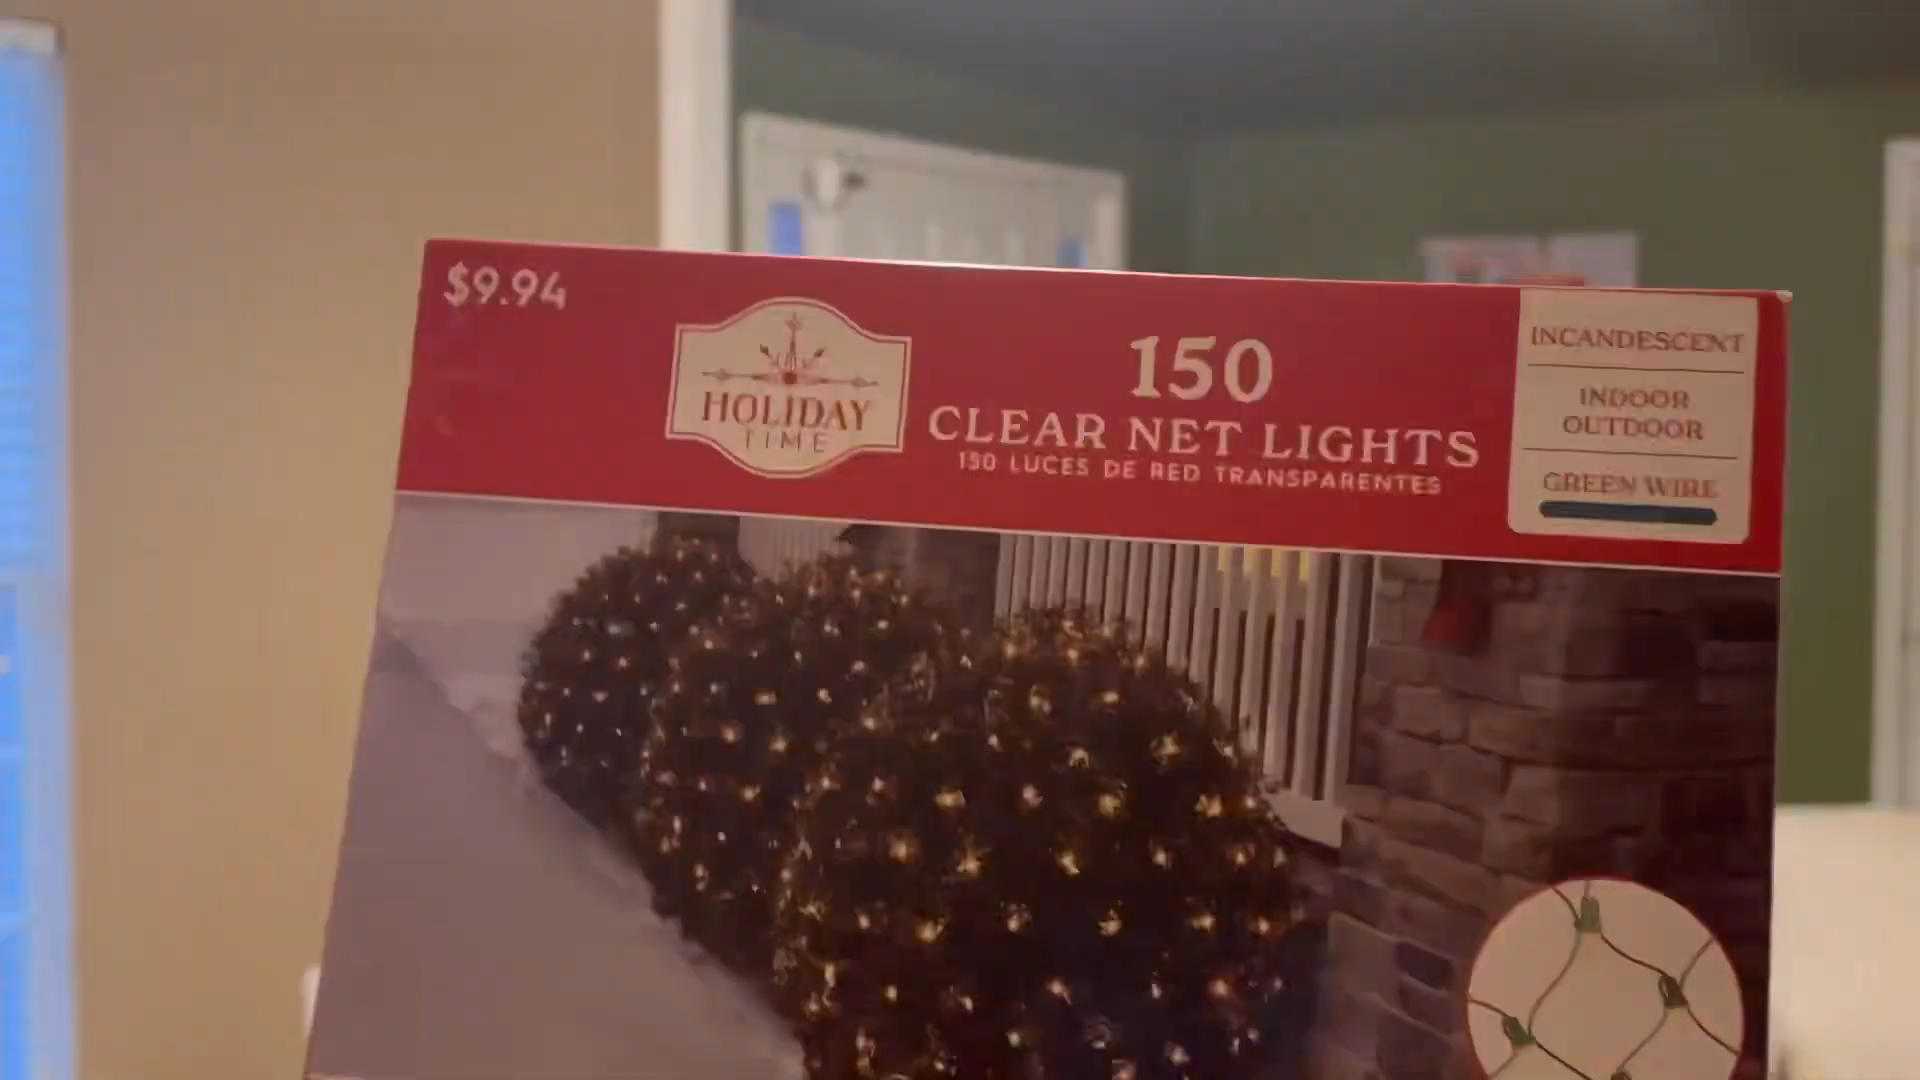 $9.94
HOLIDAY
TIME
150
CLEAR NET LIGHTS
150 LUCES DE RED TRANSPARENTES
INCANDESCENT
INDOOR
OUTDOOR
GREEN WIRE